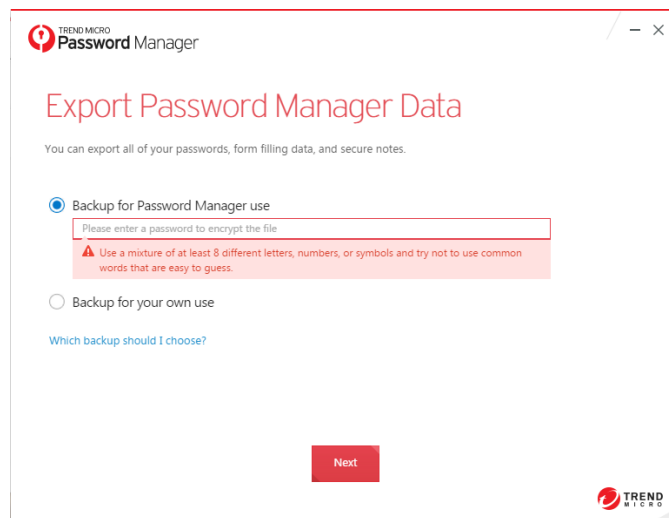 TREND MICRO
Password Manager
Export Password Manager Data
You can export all of your passwords, form filling data, and secure notes.
Backup for Password Manager use
Please enter a password to encrypt the file
Use a mixture of at least 8 different letters, numbers, or symbols and try not to use common
words that are easy to guess.
Backup for your own use
Which backup should I choose?
Next
TREND
MICRO